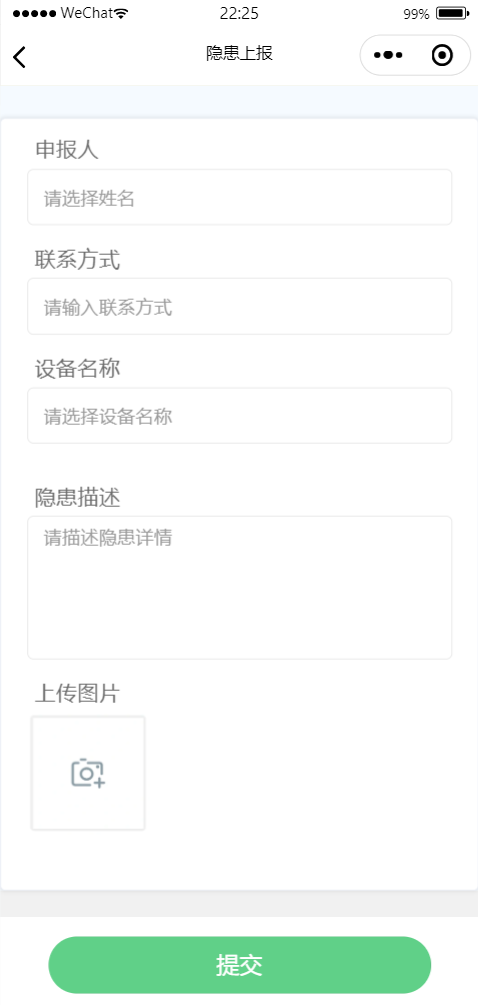 WeChat 22:25 99%
隐患上报
申报人
请选择姓名
联系方式
请输入联系方式
设备名称
请选择设备名称
隐患描述
请描述隐患详情
上传图片
提交